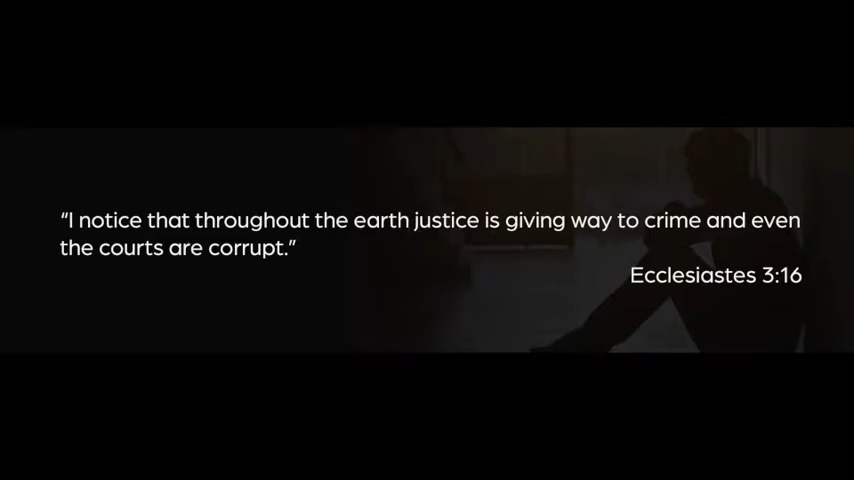 “I notice that throughout the earth justice is giving way to crime and even
the courts are corrupt.”
Ecclesiastes 3:16